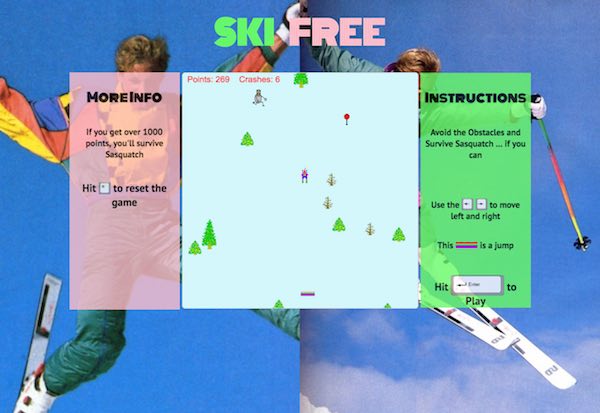 SKI FREE
MoreInfo
If you get over 1000
points, you'll survive
Sasquatch
Hit to reset the
game
Points: 269 Crashes: 6
Instructions
Avoid the Obstacles and
Survive Sasquatch ... if you
can
Use the to move
left and right
This is a jump
Hit Enter to
Play